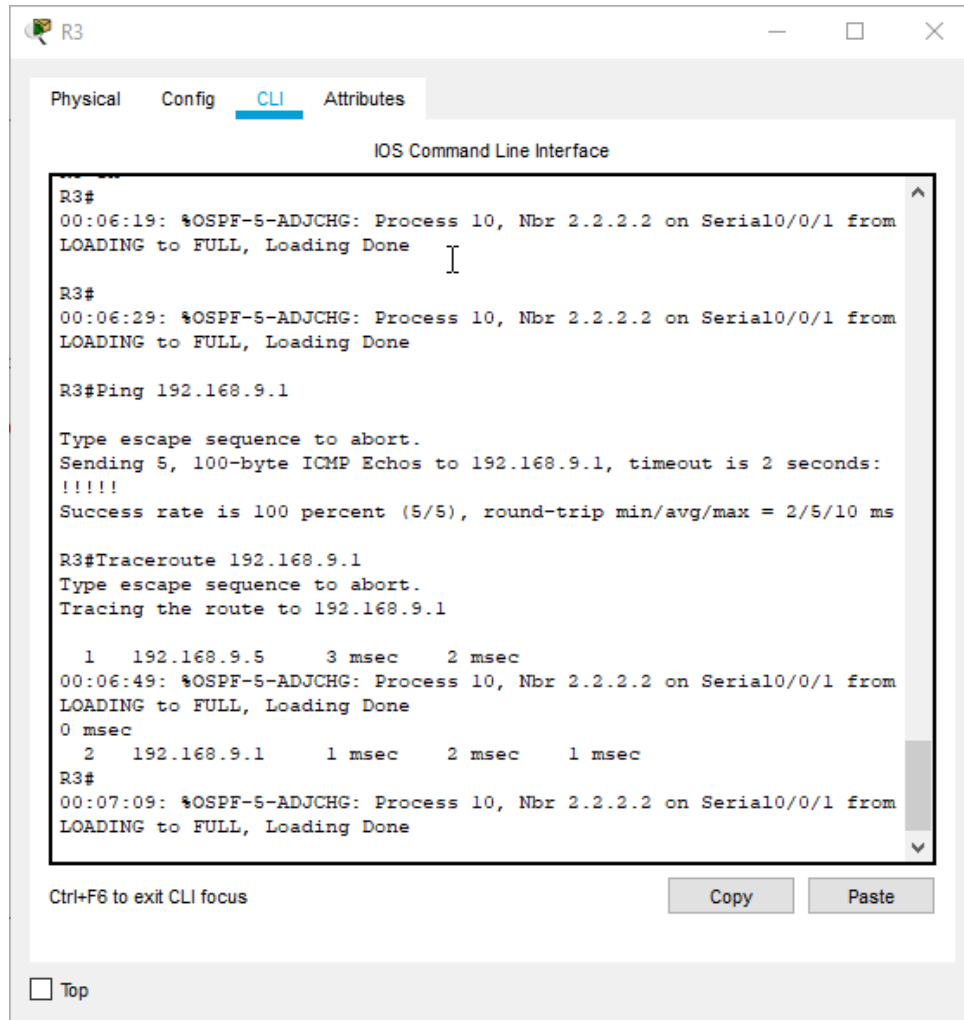 R3
Physical Config CLI Attributes
IOS Command Line Interface
R3#
00:06:19: %OSPF-5-ADJCHG: Process 10, Nbr 2.2.2.2 on Serial0/0/1 from
LOADING to FULL, Loading Done
R3#
00:06:29: %OSPF-5-ADJCHG: Process 10, Nbr 2.2.2.2 on Serial0/0/1 from
LOADING to FULL, Loading Done
R3#Ping 192.168.9.1
Type escape sequence to abort.
Sending 5, 100-byte ICMP Echos to 192.168.9.1, timeout is 2 seconds:
!!!!!
Success rate is 100 percent (5/5), round-trip min/avg/max = 2/5/10 ms
R3#Traceroute 192.168.9.1
Type escape sequence to abort.
Tracing the route to 192.168.9.1
1 192.168.9.5 3 msec 2 msec
00:06:49: %OSPF-5-ADJCHG: Process 10, Nbr 2.2.2.2 on Serial0/0/1 from
LOADING to FULL, Loading Done
0 msec
2 192.168.9.1 1 msec 2 msec 1 msec
R3#
00:07:09: %OSPF-5-ADJCHG: Process 10, Nbr 2.2.2.2 on Serial0/0/1 from
LOADING to FULL, Loading Done
Ctrl+F6 to exit CLI focus
Copy Paste
Top